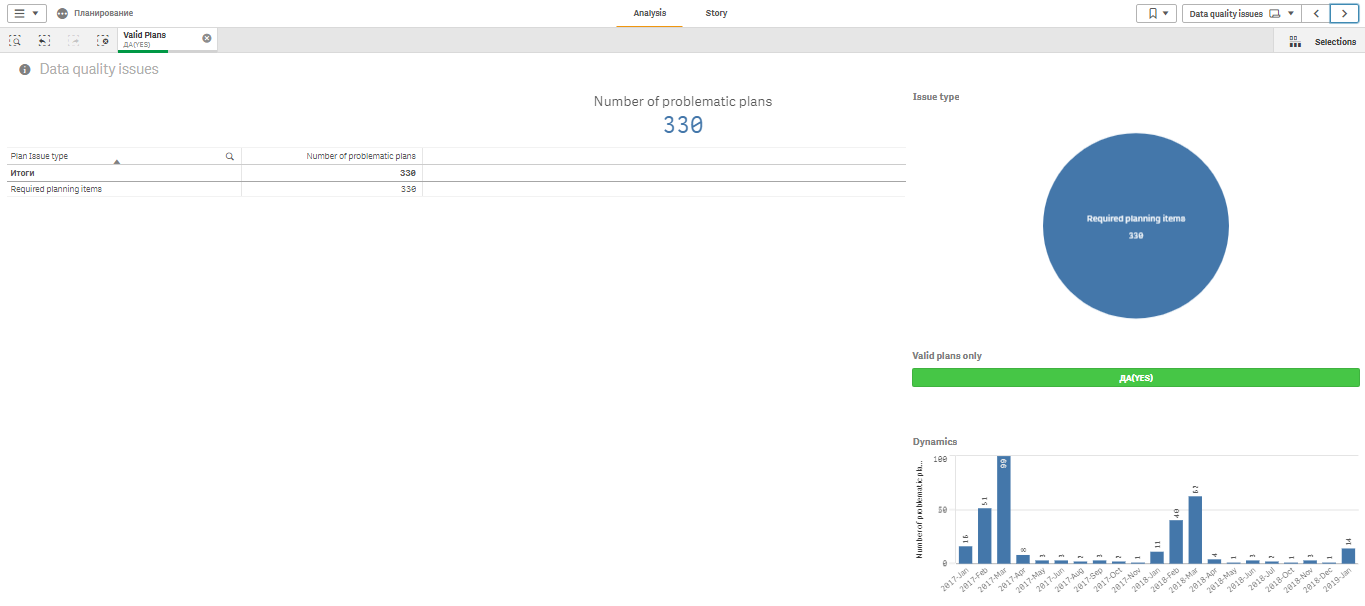 Планирование
Analysis
Story
Data quality issues
Valid Plans
ДА(YES)
Selections
Data quality issues
Number of problematic plans
330
Plan Issue type
Number of problematic plans
Итоги
330
Required planning items
330
Issue type
Required planning items
330
Valid plans only
ДА(YES)
Dynamics
Number of problematic pla...
100
50
0
16
51
99
8
3
3
2
3
2
1
11
40
62
4
1
3
2
1
3
1
14
2017-Jan
2017-Feb
2017-Mar
2017-Apr
2017-May
2017-Jun
2017-Aug
2017-Sep
2017-Oct
2017-Nov
2018-Jan
2018-Feb
2018-Mar
2018-Apr
2018-May
2018-Jun
2018-Jul
2018-Oct
2018-Nov
2018-Dec
2019-Jan